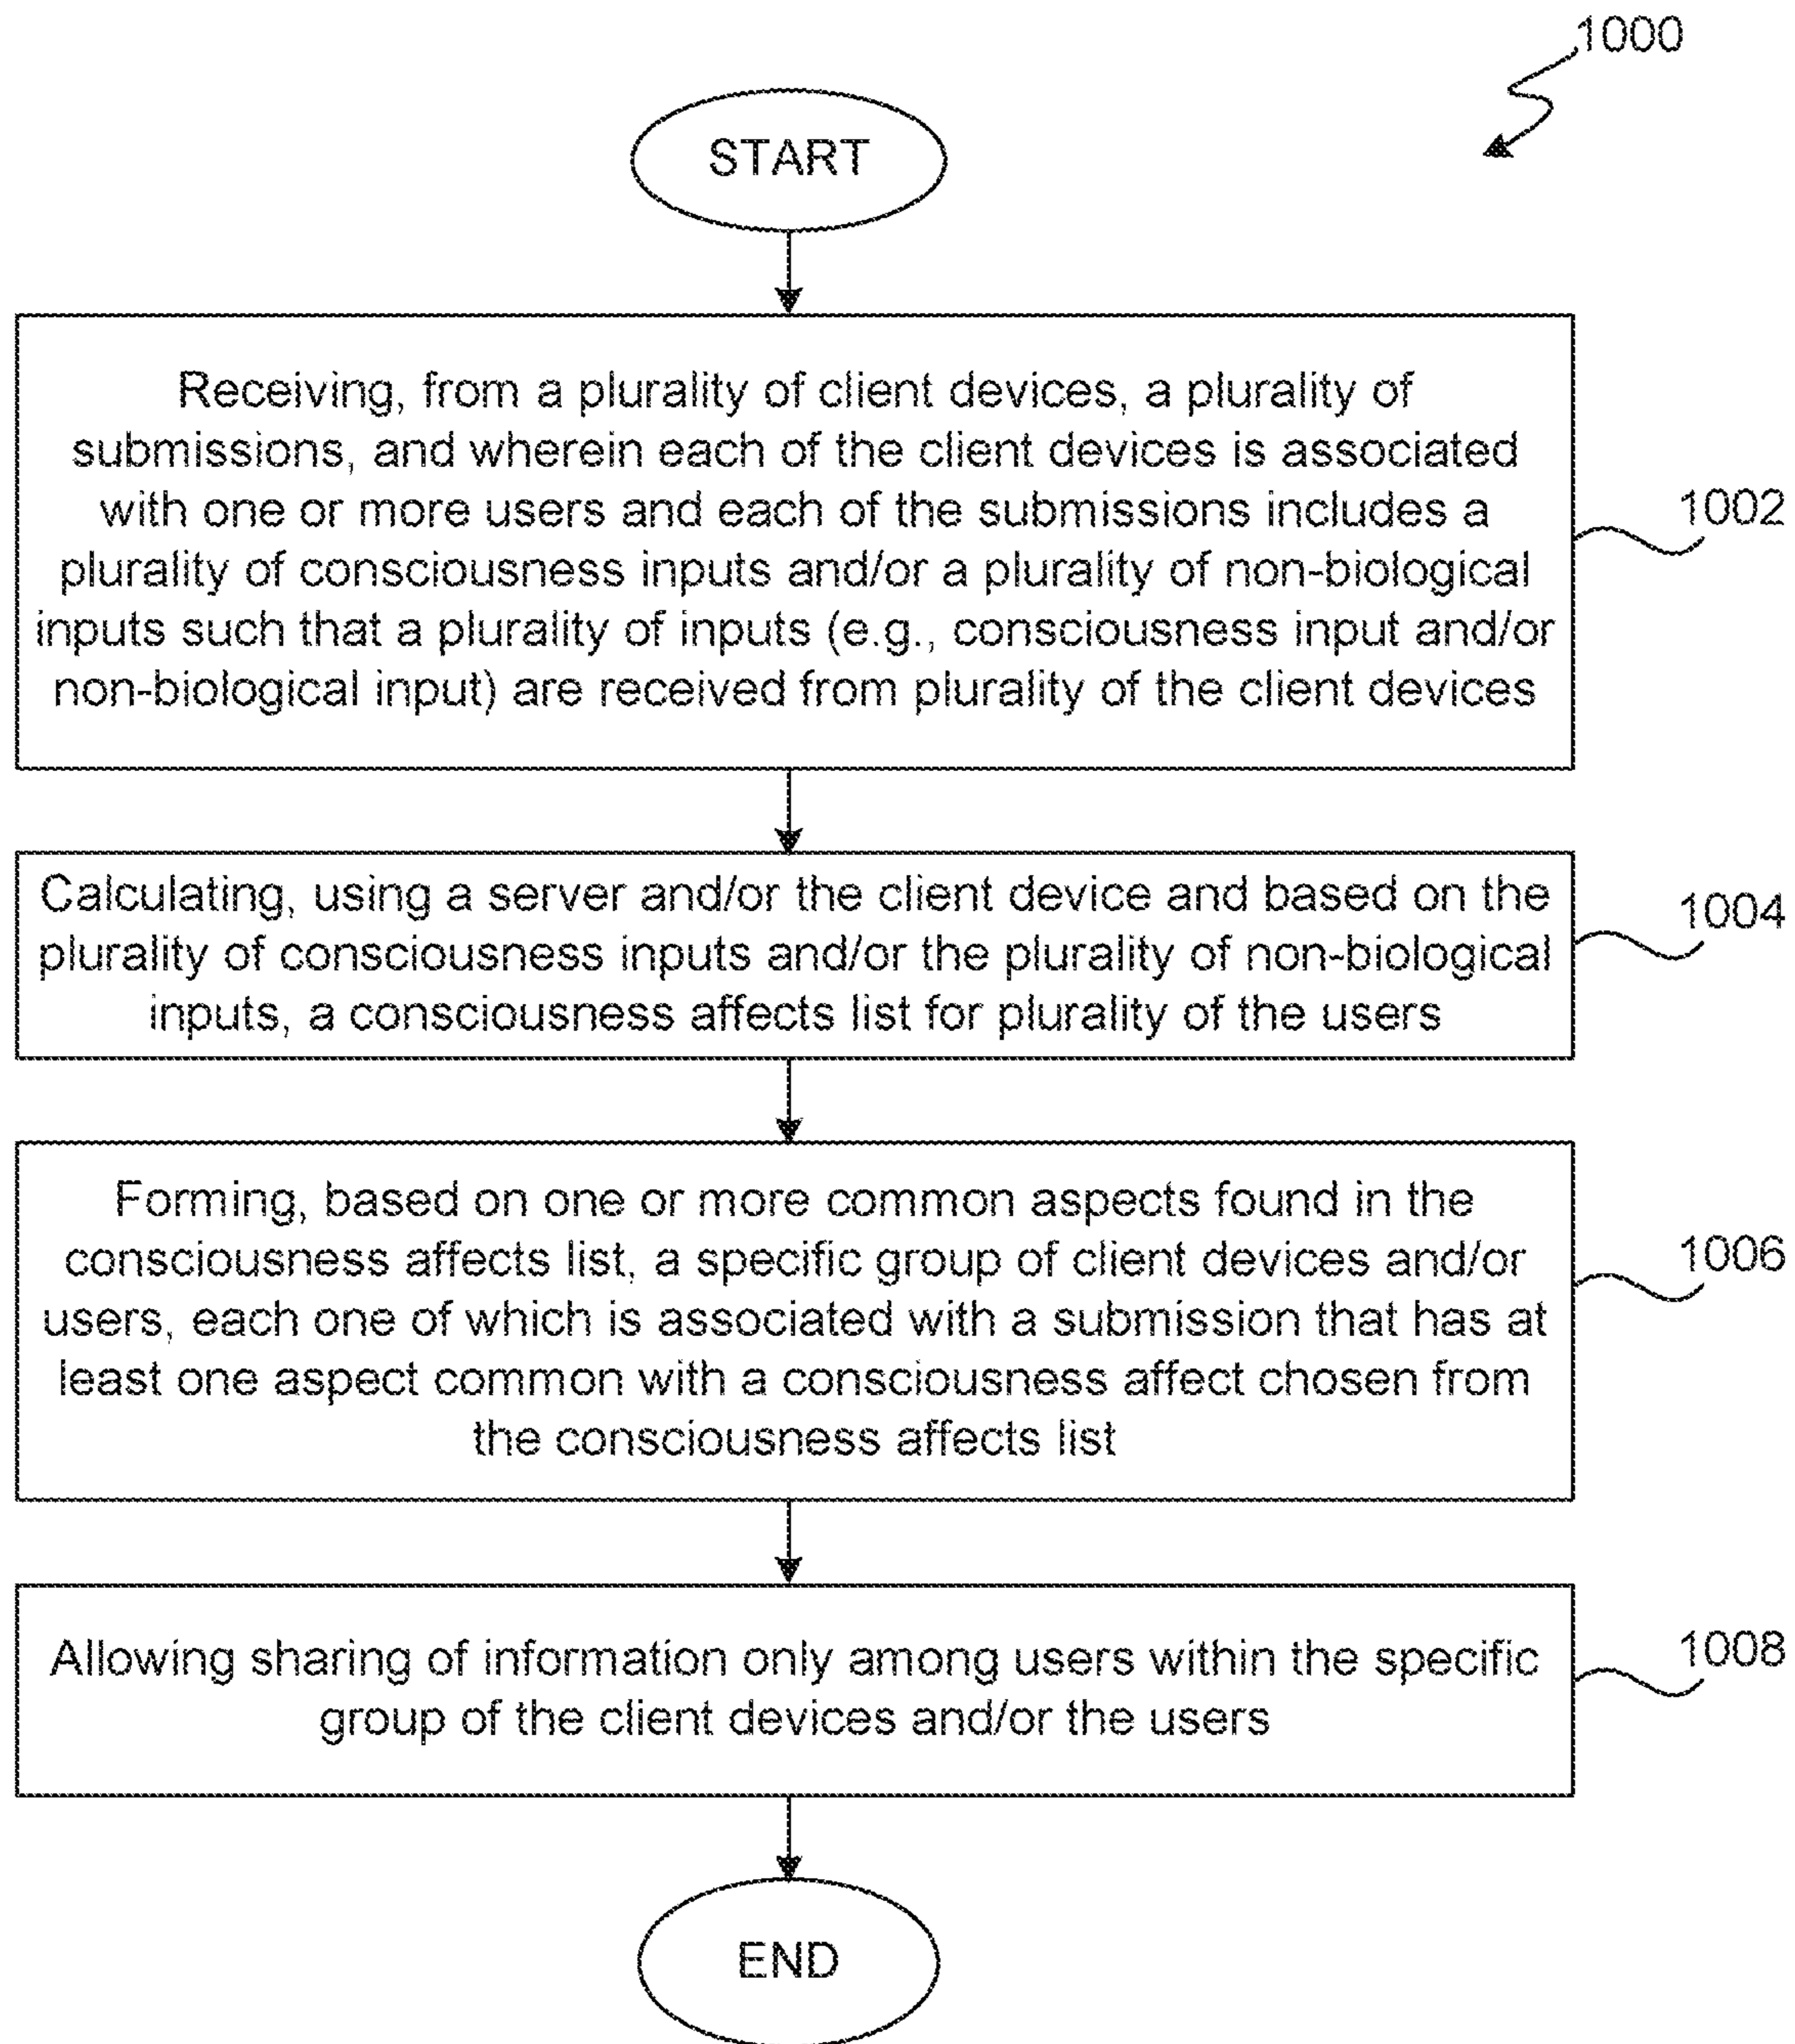 1000
START
Receiving, from a plurality of client devices, a plurality of
submissions, and wherein each of the client devices is associated
with one or more users and each of the submissions includes a
plurality of consciousness inputs and/or a plurality of non-biological
inputs such that a plurality of inputs (e.g., consciousness input and/or
non-biological input) are received from plurality of the client devices
1002
Calculating, using a server and/or the client device and based on the
plurality of consciousness inputs and/or the plurality of non-biological
inputs, a consciousness affects list for plurality of the users
1004
Forming, based on one or more common aspects found in the
consciousness affects list, a specific group of client devices and/or
users, each one of which is associated with a submission that has at
least one aspect common with a consciousness affect chosen from
the consciousness affects list
1006
Allowing sharing of information only among users within the specific
group of the client devices and/or the users
1008
END